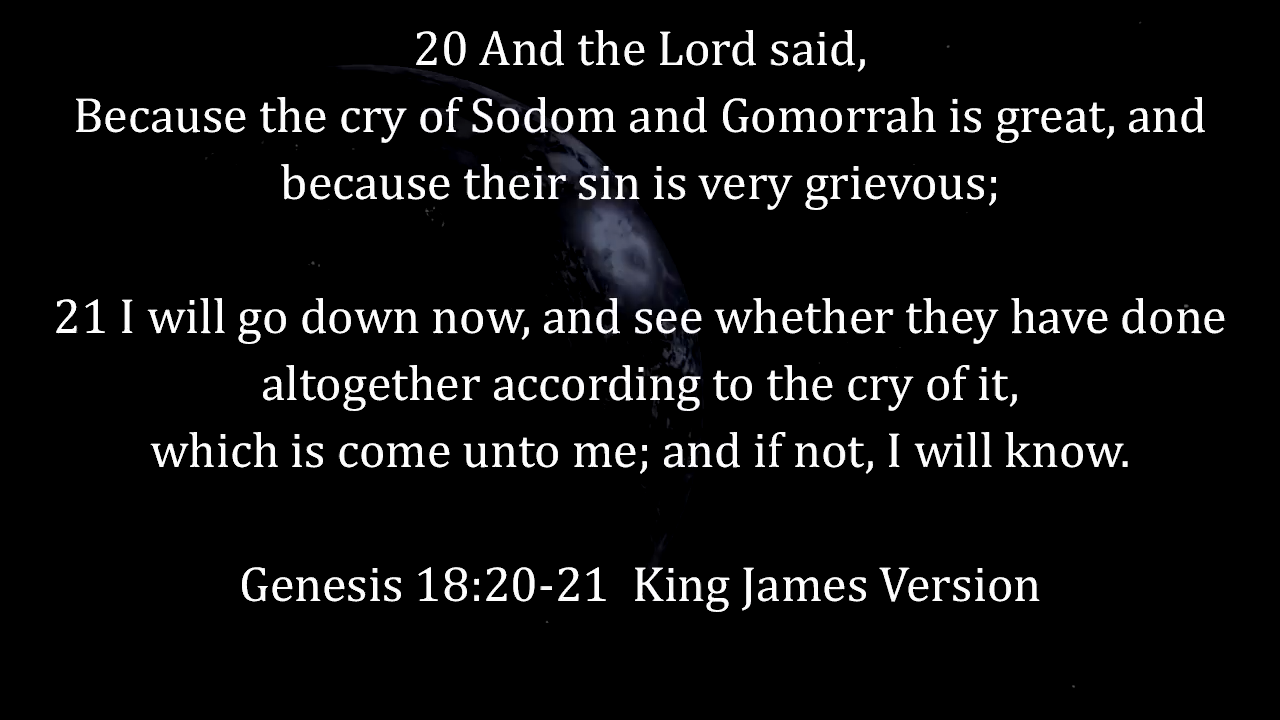 20 And the Lord said,
Because the cry of Sodom and Gomorrah is great, and
because their sin is very grievous;
21 I will go down now, and see whether they have done
altogether according to the cry of it,
which is come unto me; and if not, I will know.
Genesis 18:20-21  King James Version